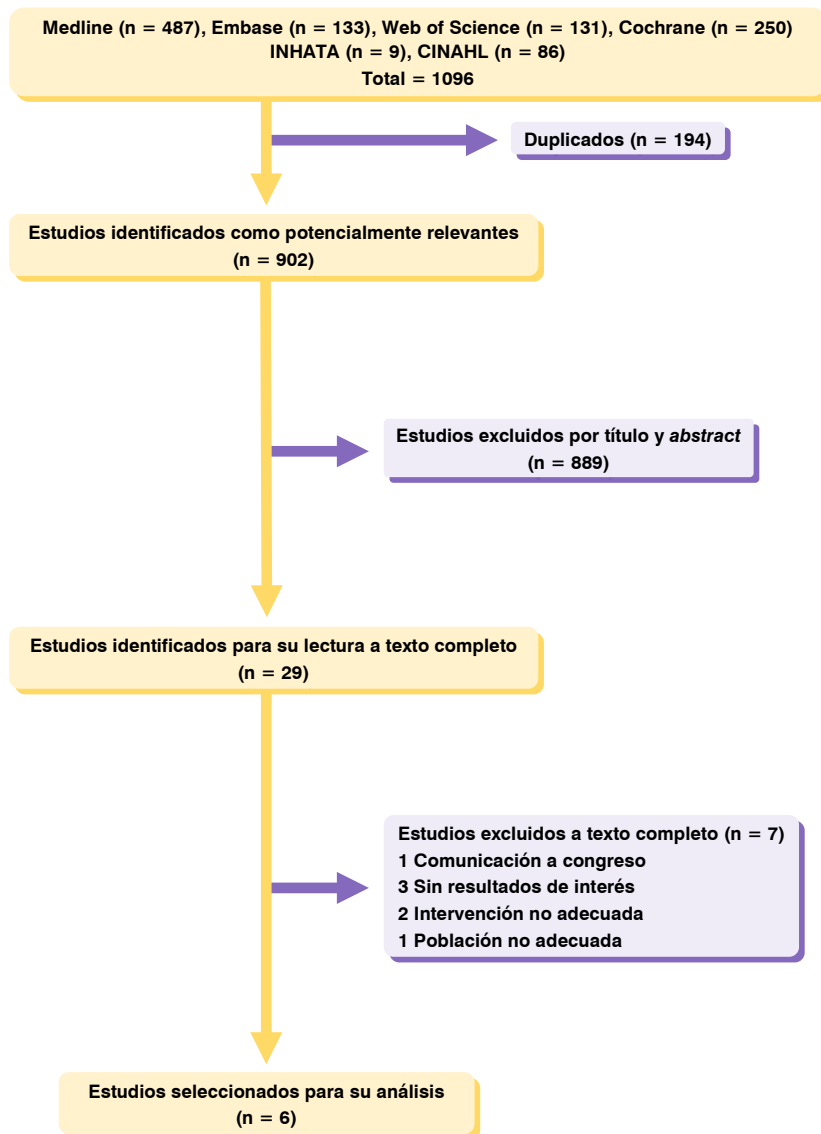 Medline (n = 487), Embase (n = 133), Web of Science (n = 131), Cochrane (n = 250)
INHATA (n = 9), CINAHL (n = 86)
Total = 1096
Duplicados (n = 194)
Estudios identificados como potencialmente relevantes
(n = 902)
Estudios excluidos por título y abstract
(n = 889)
Estudios identificados para su lectura a texto completo
(n = 29)
Estudios excluidos a texto completo (n = 7)
1 Comunicación a congreso
3 Sin resultados de interés
2 Intervención no adecuada
1 Población no adecuada
Estudios seleccionados para su análisis
(n = 6)